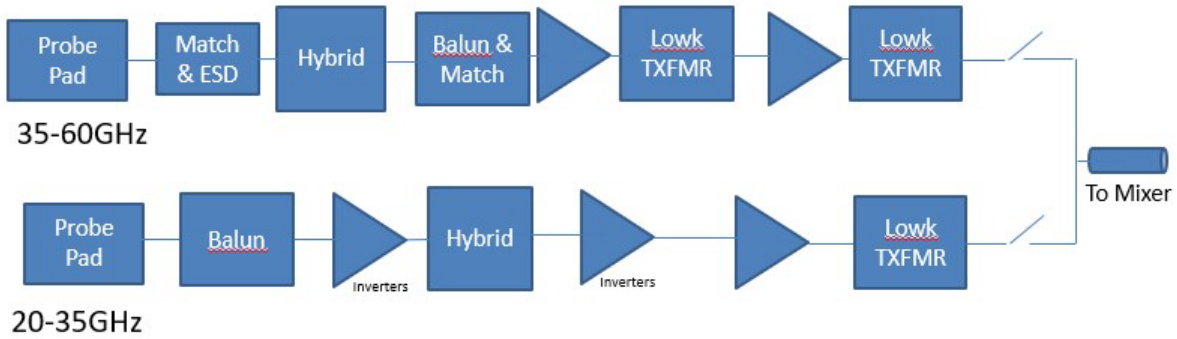 Probe
Pad
Match
& ESD
Hybrid
Balun &
Match
Lowk
TXFMR
Lowk
TXFMR
35-60GHz
To Mixer
Probe
Pad
Balun
Inverters
Hybrid
Inverters
Lowk
TXFMR
20-35GHz